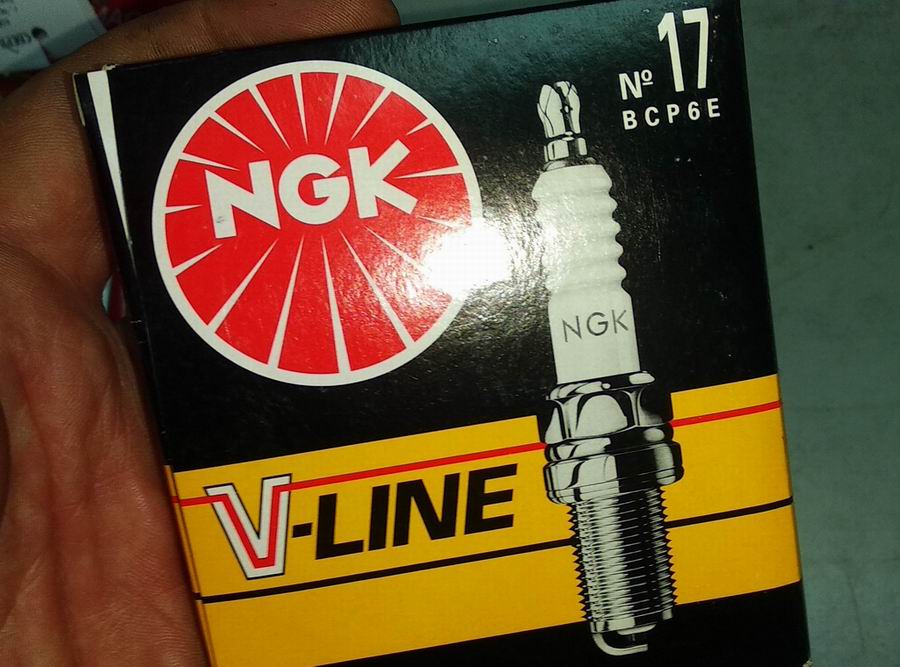 Nº 17
BCP6E
NGK
NGK
V-LINE